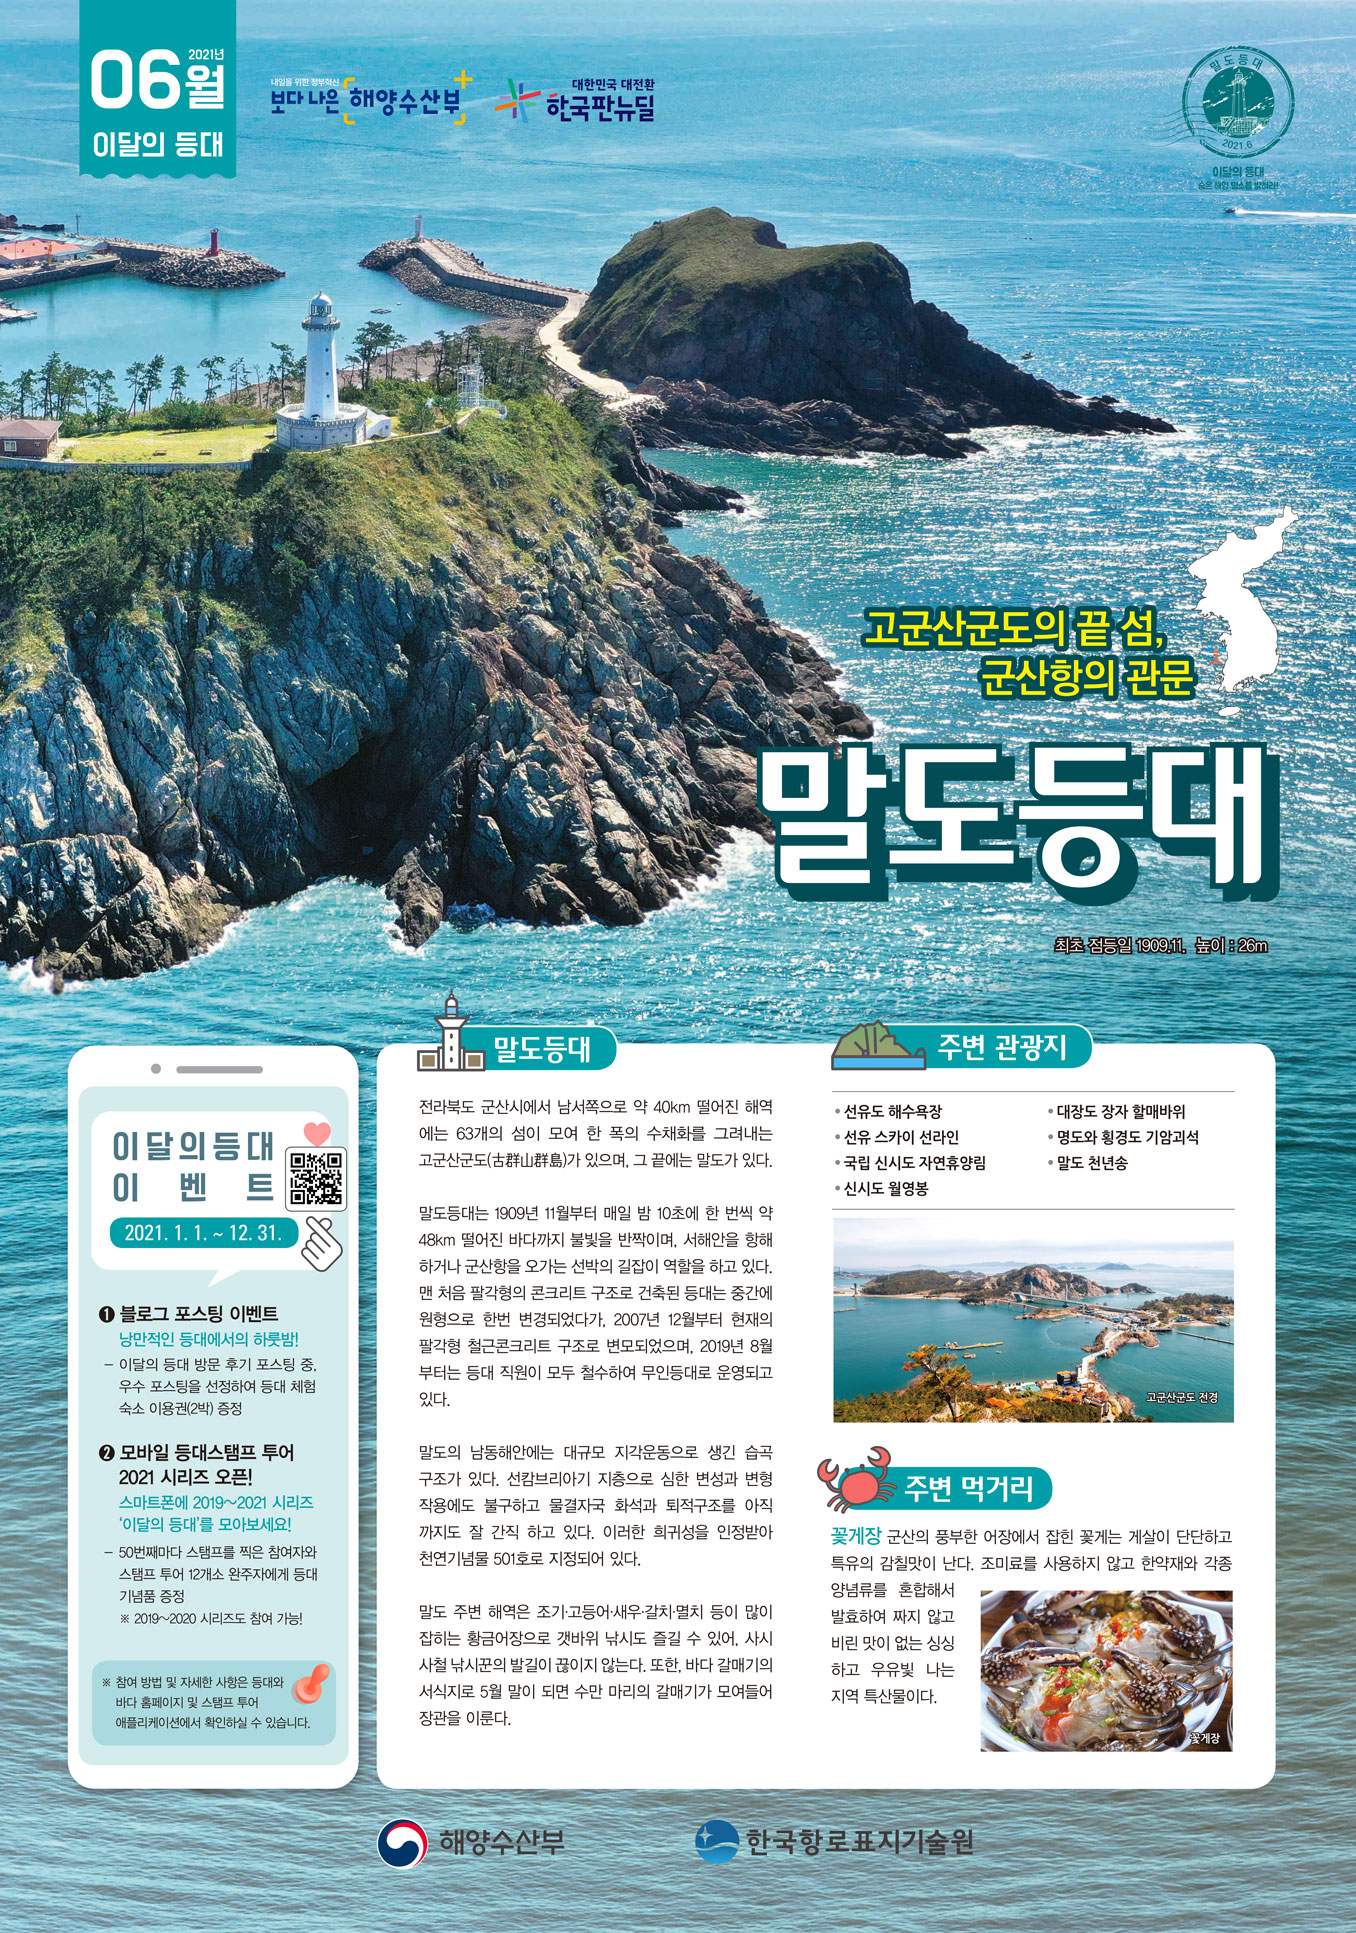 2021년
06월
이달의 등대
내일을 위한 정부혁신
보다 나은 해양수산부
대한민국 대전환
한국판뉴딜
말도등대
2021.6
이달의 등대
숨은 해양 명소를 밝혀라!
고군산군도의 끝 섬,
군산항의 관문
말도등대
최초 점등일 1909.11. 높이 : 26m
이달의등대
이벤트
2021. 1. 1. ~ 12. 31.
❶ 블로그 포스팅 이벤트
낭만적인 등대에서의 하룻밤!
– 이달의 등대 방문 후기 포스팅 중,
우수 포스팅을 선정하여 등대 체험
숙소 이용권(2박) 증정
❷ 모바일 등대스탬프 투어
2021 시리즈 오픈!
스마트폰에 2019~2021 시리즈
‘이달의 등대’를 모아보세요!
– 50번째마다 스탬프를 찍은 참여자와
스탬프 투어 12개소 완주자에게 등대
기념품 증정
※ 2019~2020 시리즈도 참여 가능!
※ 참여 방법 및 자세한 사항은 등대와
바다 홈페이지 및 스탬프 투어
애플리케이션에서 확인하실 수 있습니다.
말도등대
전라북도 군산시에서 남서쪽으로 약 40km 떨어진 해역
에는 63개의 섬이 모여 한 폭의 수채화를 그려내는
고군산군도(古群山群島)가 있으며, 그 끝에는 말도가 있다.
말도등대는 1909년 11월부터 매일 밤 10초에 한 번씩 약
48km 떨어진 바다까지 불빛을 반짝이며, 서해안을 항해
하거나 군산항을 오가는 선박의 길잡이 역할을 하고 있다.
맨 처음 팔각형의 콘크리트 구조로 건축된 등대는 중간에
원형으로 한번 변경되었다가, 2007년 12월부터 현재의
팔각형 철근콘크리트 구조로 변모되었으며, 2019년 8월
부터는 등대 직원이 모두 철수하여 무인등대로 운영되고
있다.
말도의 남동해안에는 대규모 지각운동으로 생긴 습곡
구조가 있다. 선캄브리아기 지층으로 심한 변성과 변형
작용에도 불구하고 물결자국 화석과 퇴적구조를 아직
까지도 잘 간직 하고 있다. 이러한 희귀성을 인정받아
천연기념물 501호로 지정되어 있다.
말도 주변 해역은 조기·고등어·새우·갈치·멸치 등이 많이
잡히는 황금어장으로 갯바위 낚시도 즐길 수 있어, 사시
사철 낚시꾼의 발길이 끊이지 않는다. 또한, 바다 갈매기의
서식지로 5월 말이 되면 수만 마리의 갈매기가 모여들어
장관을 이룬다.
주변 관광지
• 선유도 해수욕장
• 선유 스카이 선라인
• 국립 신시도 자연휴양림
• 신시도 월영봉
• 대장도 장자 할매바위
• 명도와 횡경도 기암괴석
• 말도 천년송
고군산군도 전경
주변 먹거리
꽃게장 군산의 풍부한 어장에서 잡힌 꽃게는 게살이 단단하고
특유의 감칠맛이 난다. 조미료를 사용하지 않고 한약재와 각종
양념류를 혼합해서
발효하여 짜지 않고
비린 맛이 없는 싱싱
하고 우유빛 나는
지역 특산물이다.
꽃게장
해양수산부
한국항로표지기술원